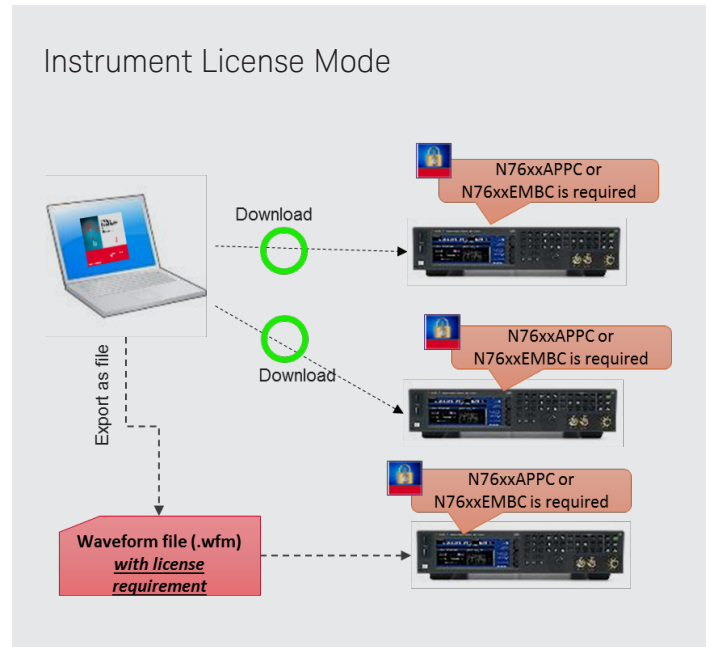 Instrument License Mode
N76xxAPPC or
N76xxEMBC is required
Download
N76xxAPPC or
N76xxEMBC is required
Download
Export as file
N76xxAPPC or
N76xxEMBC is required
Waveform file (.wfm)
with license
requirement